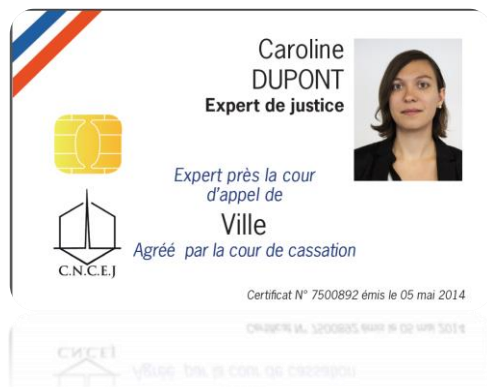 Caroline
DUPONT
Expert de justice
Expert près la cour
d'appel de
Ville
Agréé par la cour de cassation
C.N.C.E.J
Certificat N° 7500892 émis le 05 mai 2014